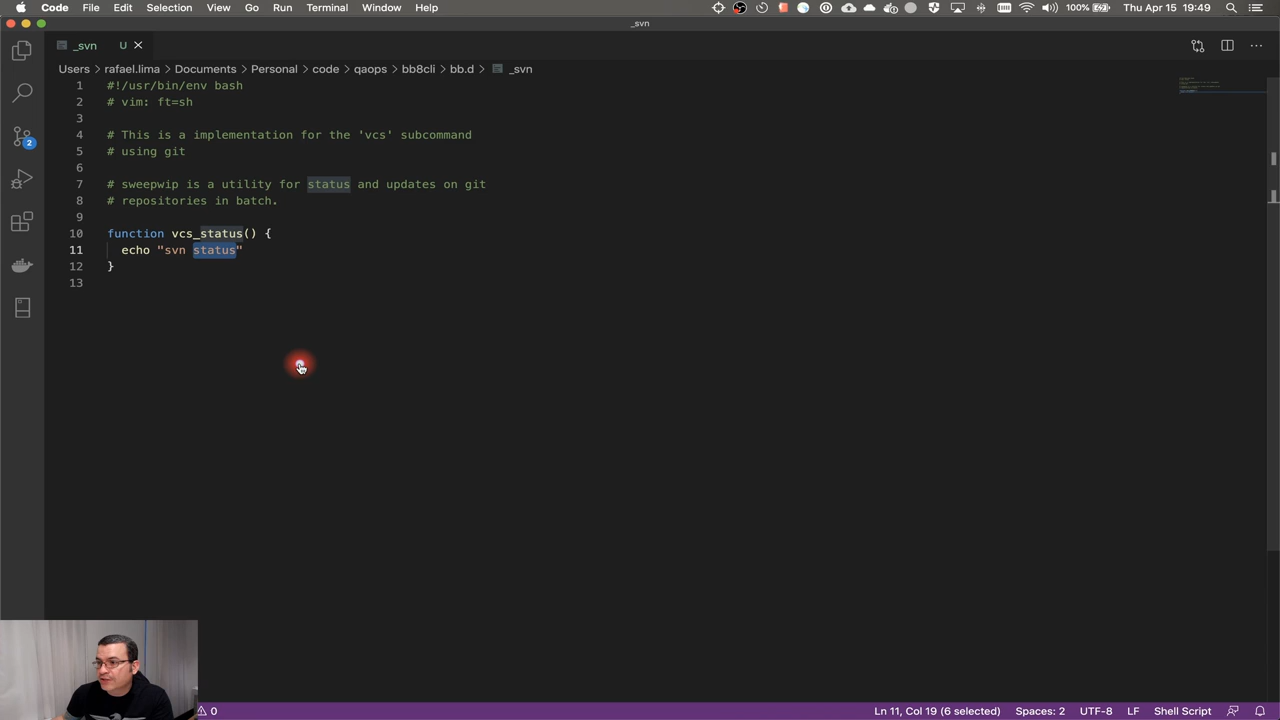 Code File Edit Selection View Go Run Terminal Window Help 100% Thu Apr 15 19:49
_svn
_svn U
Users > rafael.lima > Documents > Personal > code > qaops > bb8cli > bb.d > _svn
1 #!/usr/bin/env bash
2 # vim: ft=sh
3
4 # This is a implementation for the 'vcs' subcommand
5 # using git
6
7 # sweepwip is a utility for status and updates on git
8 # repositories in batch.
9
10 function vcs_status() {
11 echo "svn status"
12 }
13
2
0 Ln 11, Col 19 (6 selected) Spaces: 2 UTF-8 LF Shell Script